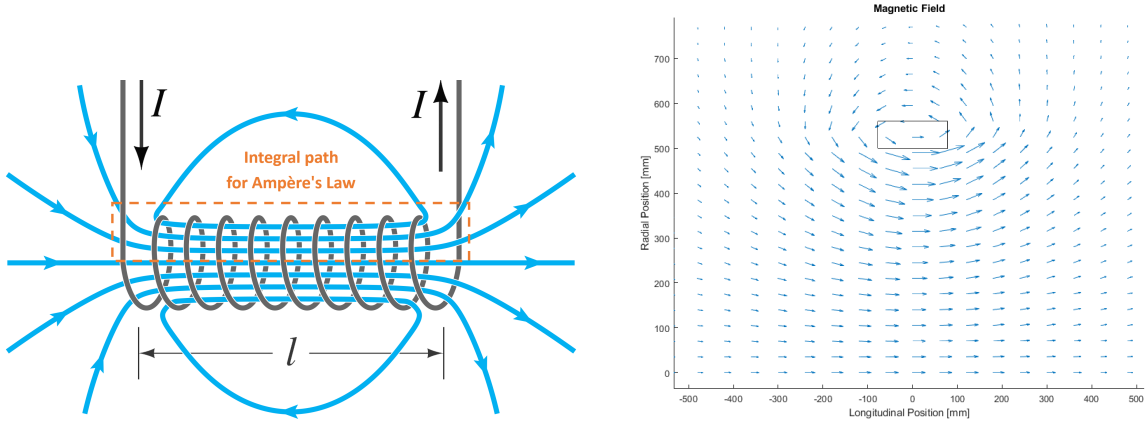 I
I
Integral path
for Ampère's Law
l
Magnetic Field
Radial Position [mm]
700
600
500
400
300
200
100
0
-500 -400 -300 -200 -100 0 100 200 300 400 500
Longitudinal Position [mm]